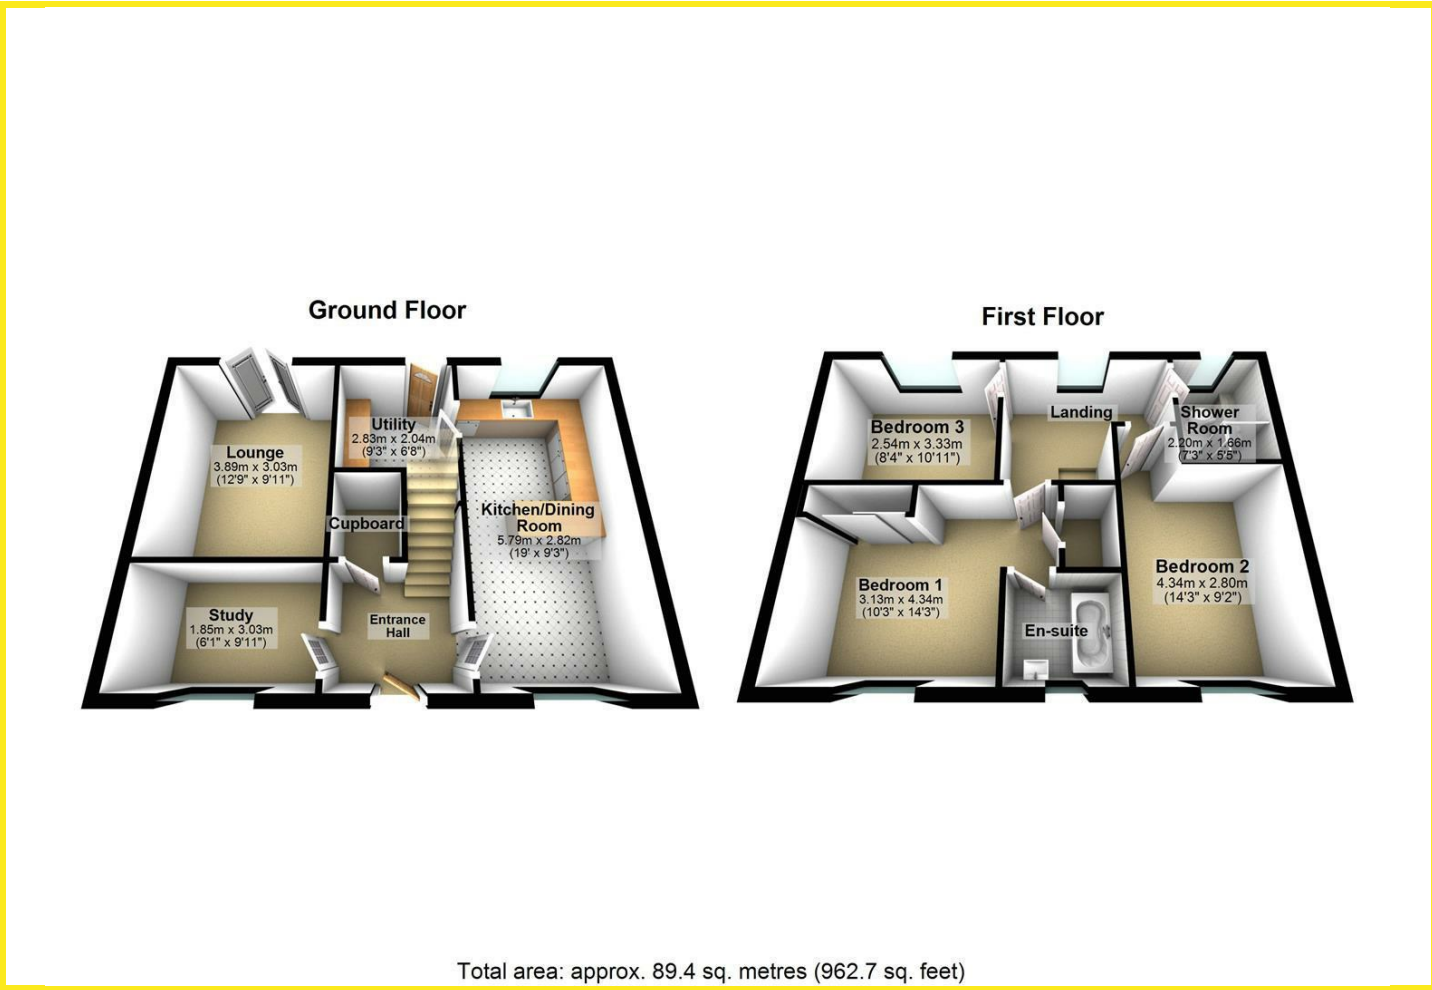 Ground Floor
Lounge
3.89m x 3.03m
(12'9" x 9'11")
Utility
2.83m x 2.04m
(9'3" x 6'8")
Cupboard
Kitchen/Dining
Room
5.79m x 2.82m
(19' x 9'3")
Study
1.85m x 3.03m
(6'1" x 9'11")
Entrance
Hall
First Floor
Bedroom 3
2.54m x 3.33m
(8'4" x 10'11")
Landing
Shower
Room
2.20m x 1.66m
(7'3" x 5'5")
Bedroom 1
3.13m x 4.34m
(10'3" x 14'3")
En-suite
Bedroom 2
4.34m x 2.80m
(14'3" x 9'2")
Total area: approx. 89.4 sq. metres (962.7 sq. feet)